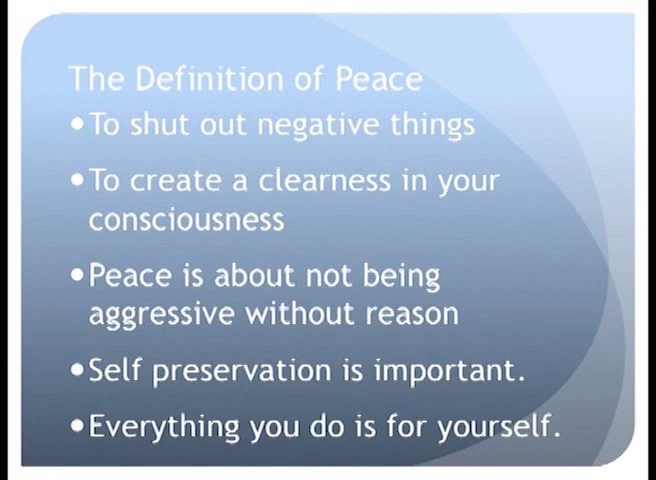 The Definition of Peace
•To shut out negative things
•To create a clearness in your
consciousness
•Peace is about not being
aggressive without reason
•Self preservation is important.
•Everything you do is for yourself.